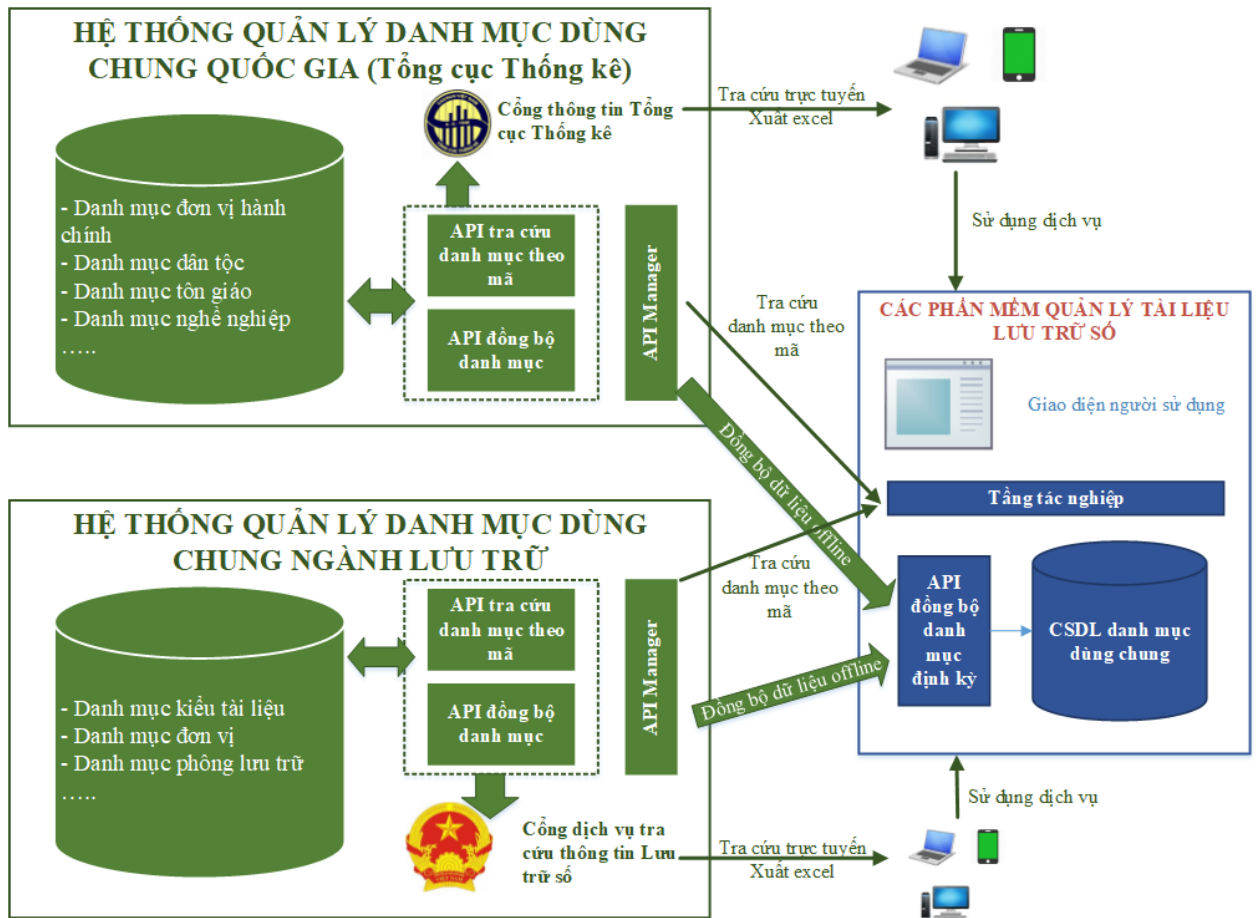 HỆ THỐNG QUẢN LÝ DANH MỤC DÙNG
CHUNG QUỐC GIA (Tổng cục Thống kê)
Cổng thông tin Tổng
cục Thống kê
- Danh mục đơn vị hành
chính
- Danh mục dân tộc
- Danh mục tôn giáo
- Danh mục nghề nghiệp
…..
API tra cứu
danh mục theo
mã
API đồng bộ
danh mục
API Manager
Tra cứu trực tuyến
Xuất excel
Sử dụng dịch vụ
Tra cứu
danh mục theo
mã
Đồng bộ dữ liệu offline
CÁC PHẦN MỀM QUẢN LÝ TÀI LIỆU
LƯU TRỮ SỐ
Giao diện người sử dụng
Tầng tác nghiệp
API
đồng bộ
danh
mục
định kỳ
CSDL danh mục
dùng chung
HỆ THỐNG QUẢN LÝ DANH MỤC DÙNG
CHUNG NGÀNH LƯU TRỮ
- Danh mục kiểu tài liệu
- Danh mục đơn vị
- Danh mục phông lưu trữ
…..
API tra cứu
danh mục theo
mã
API đồng bộ
danh mục
API Manager
Tra cứu
danh mục theo
mã
Đồng bộ dữ liệu offline
Cổng dịch vụ tra
cứu thông tin Lưu
trữ số
Tra cứu trực tuyến
Xuất excel
Sử dụng dịch vụ